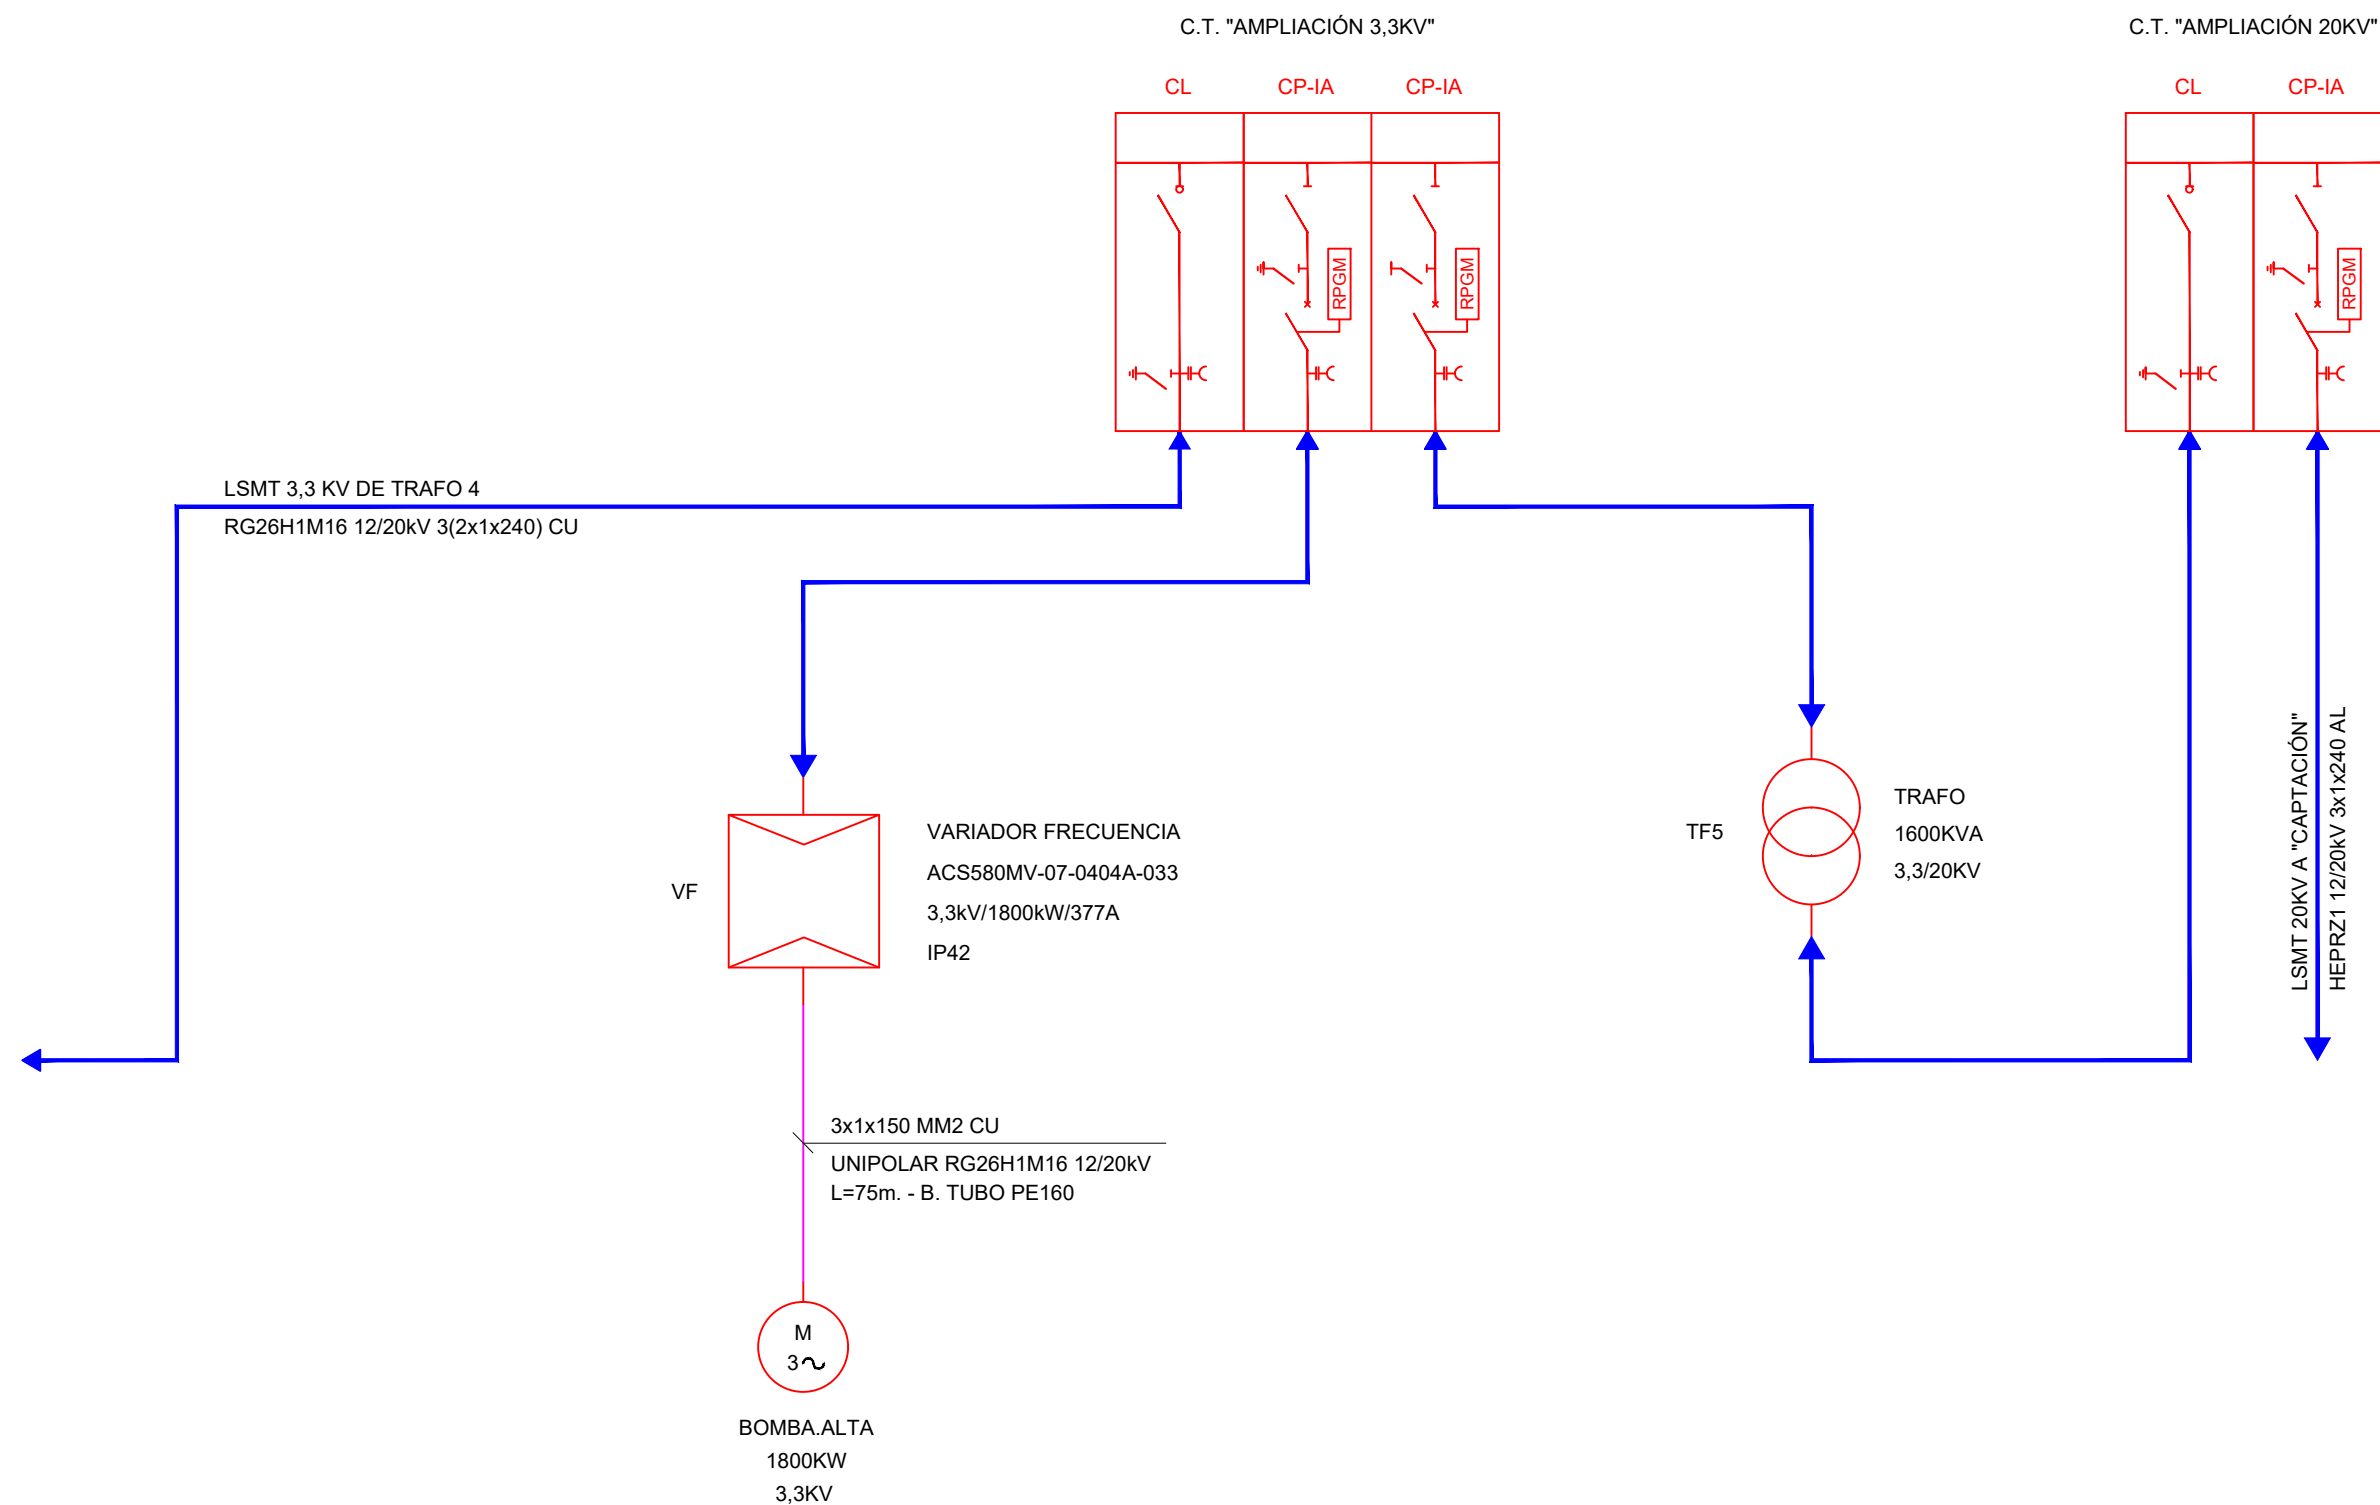 C.T. "AMPLIACIÓN 3,3KV"
C.T. "AMPLIACIÓN 20KV"
CL
CP-IA
CP-IA
CL
CP-IA
RPGM
RPGM
RPGM
LSMT 3,3 KV DE TRAFO 4
RG26H1M16 12/20kV 3(2x1x240) CU
LSMT 20KV A "CAPTACIÓN"
HEPRZ1 12/20kV 3x1x240 AL
VF
VARIADOR FRECUENCIA
ACS580MV-07-0404A-033
3,3kV/1800kW/377A
IP42
TF5
TRAFO
1600KVA
3,3/20KV
3x1x150 MM2 CU
UNIPOLAR RG26H1M16 12/20kV
L=75m. - B. TUBO PE160
M
3∿
BOMBA.ALTA
1800KW
3,3KV